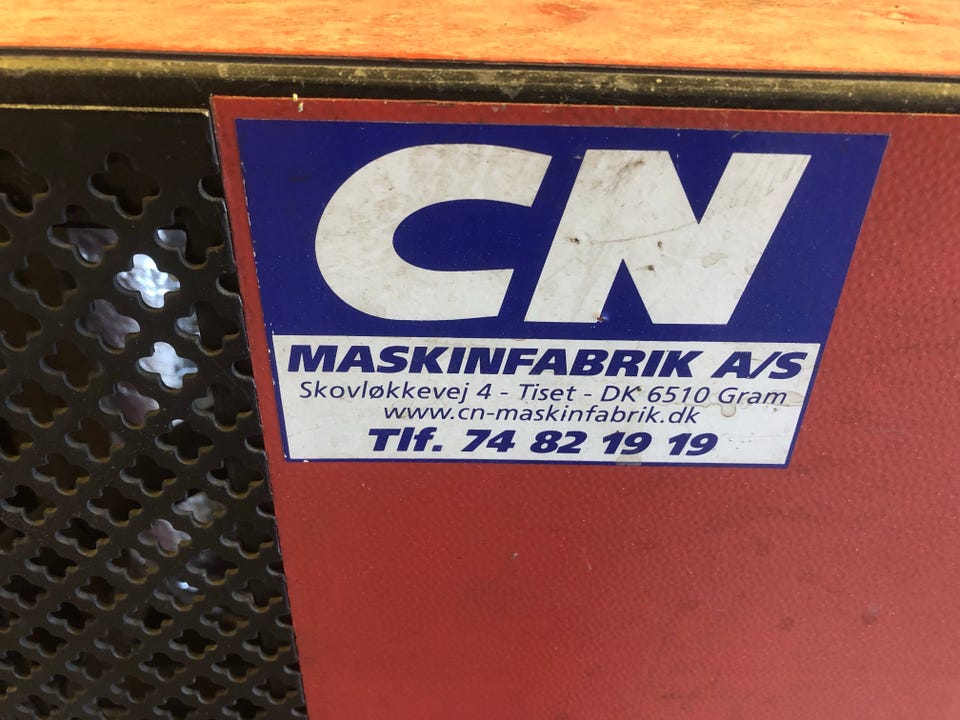 CN
MASKINFABRIK A/S
Skovløkkevej 4 - Tiset - DK 6510 Gram
www.cn-maskinfabrik.dk
Tlf. 74 82 19 19